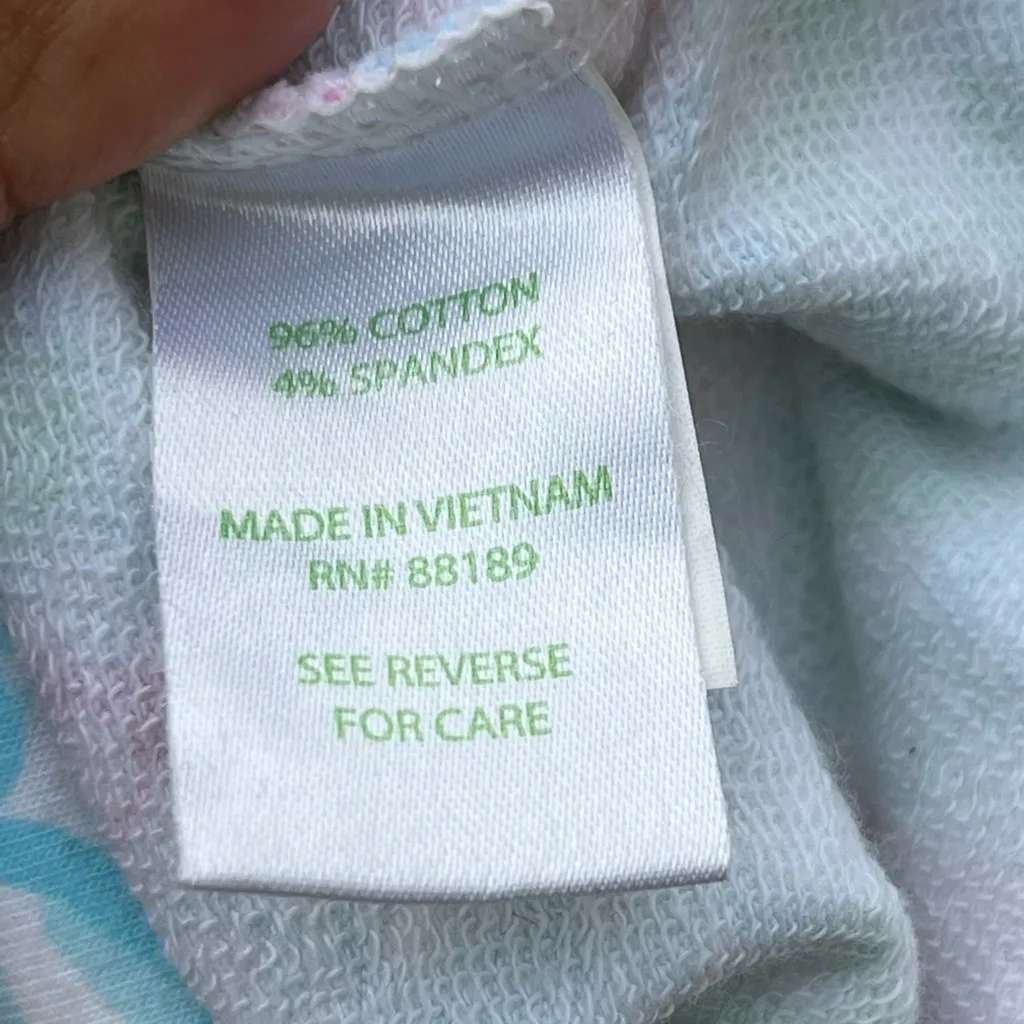 96% COTTON
4% SPANDEX
MADE IN VIETNAM
RN# 88189
SEE REVERSE
FOR CARE